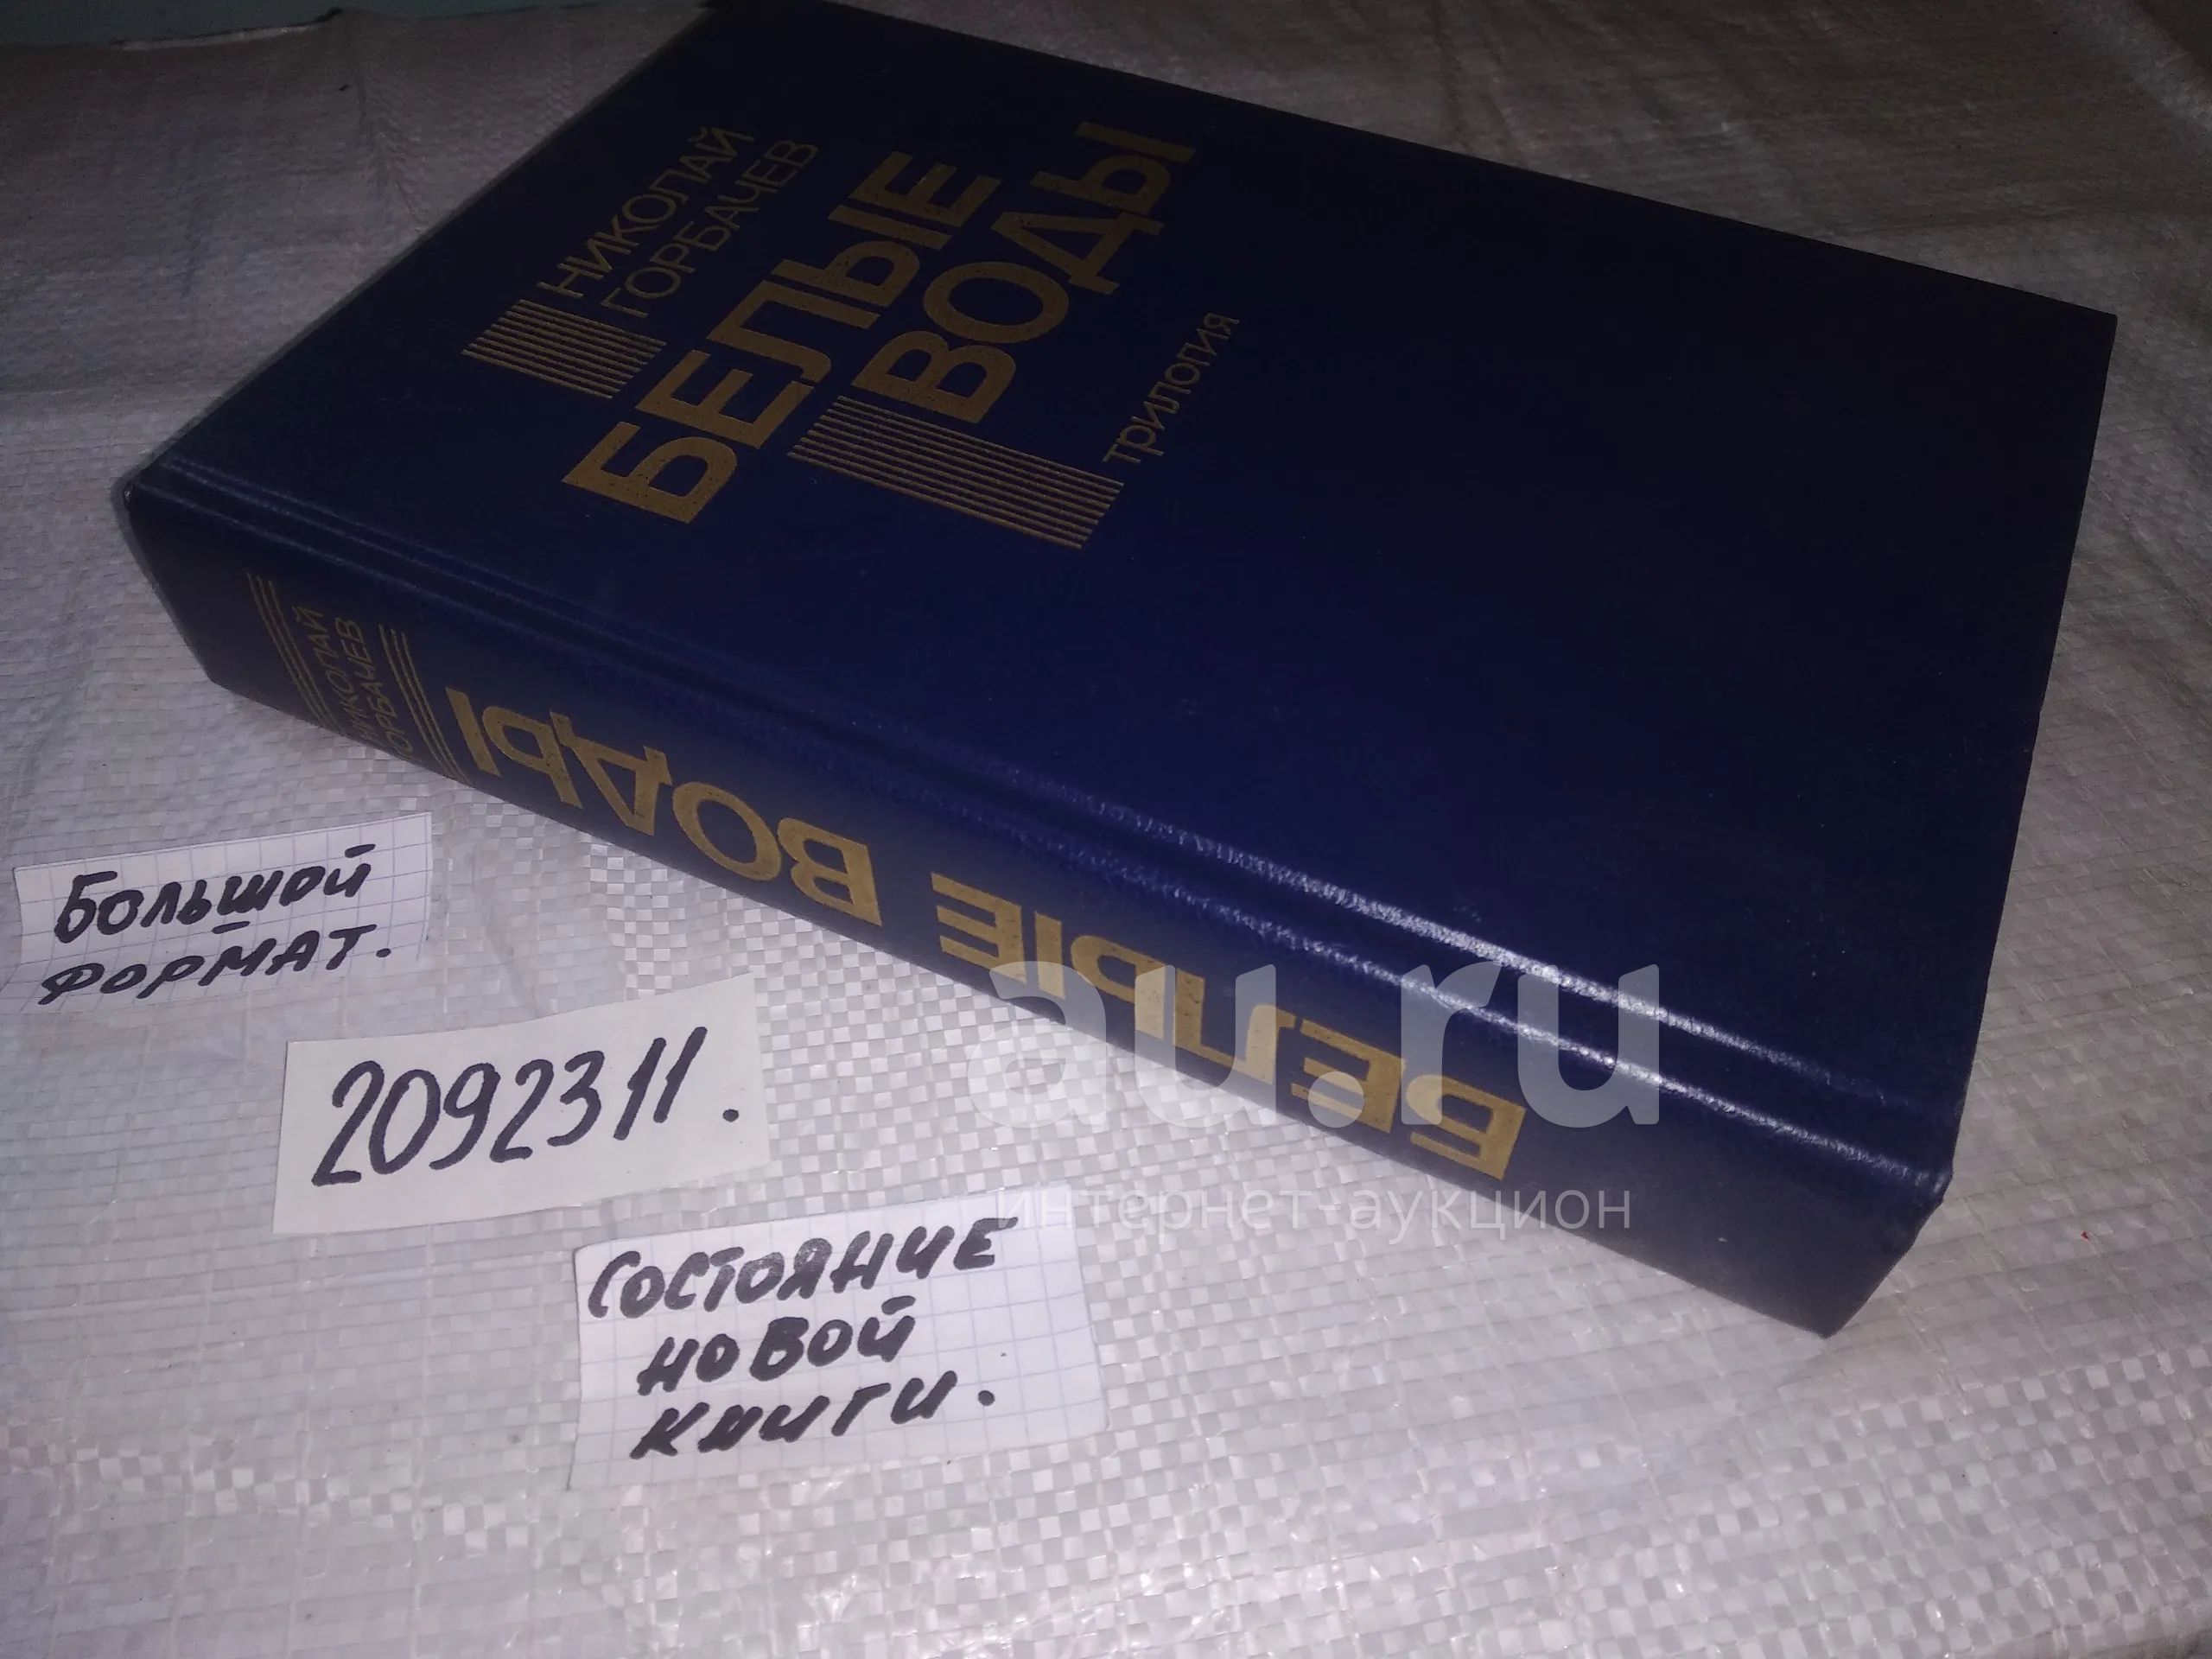 НИКОЛАЙ
ГОРБАЧЕВ
БЕЛЫЕ
ВОДЫ
трилогия
НИКОЛАЙ
ГОРБАЧЕВ
БЕЛЫЕ ВОДЫ
БОЛЬШОЙ
ФОРМАТ.
2092311.
СОСТОЯНИЕ
НОВОЙ
КНИГИ.
au.ru
интернет-аукцион